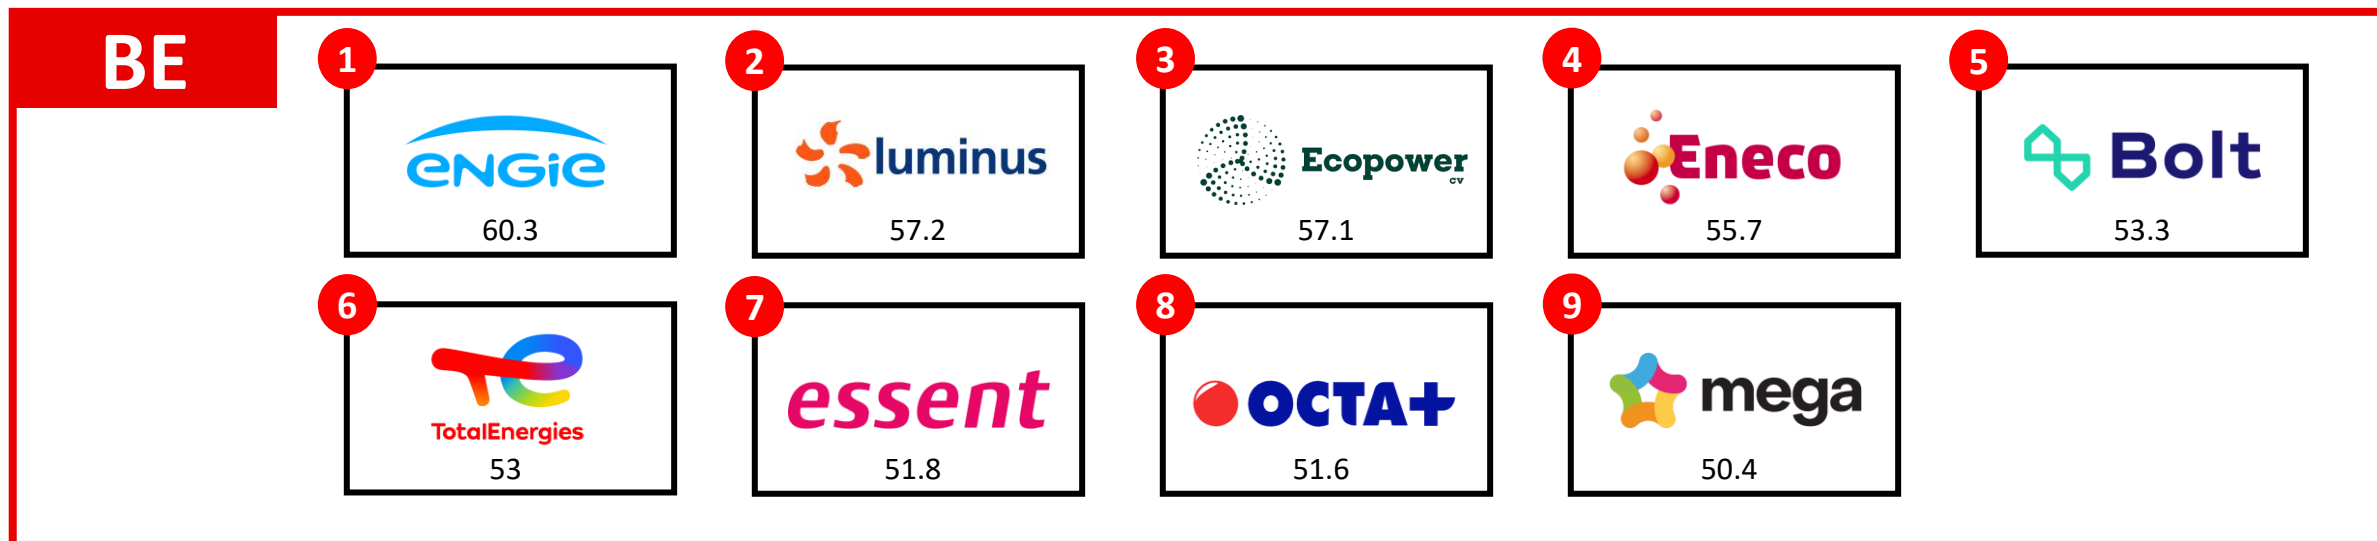 BE
1
ENGIE
60.3
2
luminus
57.2
3
Ecopower
cv
57.1
4
Eneco
55.7
5
Bolt
53.3
6
TotalEnergies
53
7
essent
51.8
8
OCTA+
51.6
9
mega
50.4